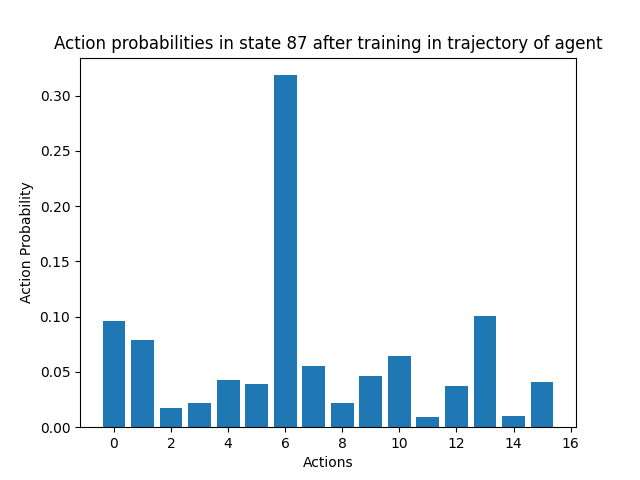 Action probabilities in state 87 after training in trajectory of agent
Action Probability
0.30
0.25
0.20
0.15
0.10
0.05
0.00
0 2 4 6 8 10 12 14 16
Actions